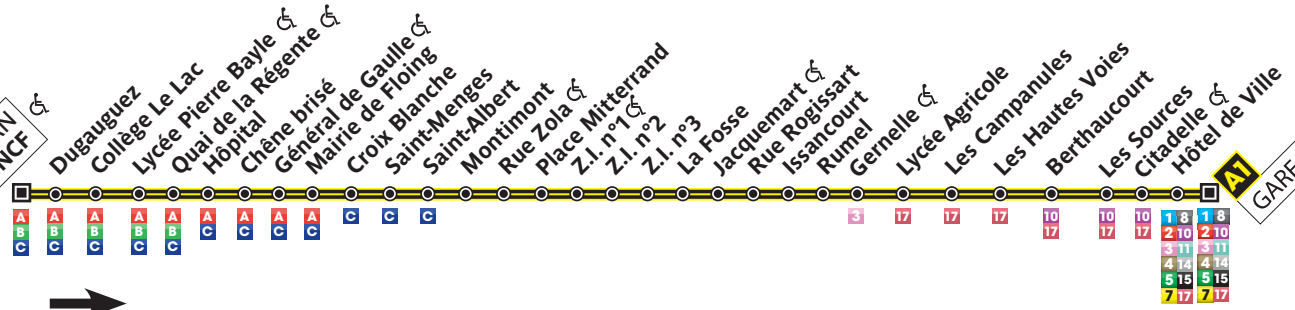 NCF
Dugauguez
Collège Le Lac
Lycée Pierre Bayle
Quai de la Régente
Hôpital
Chêne brisé
Général de Gaulle
Mairie de Floing
Croix Blanche
Saint-Menges
Saint-Albert
Montimont
Rue Zola
Place Mitterrand
Z.I. n°1
Z.I. n°2
Z.I. n°3
La Fosse
Jacquemart
Rue Rogissart
Issancourt
Rumel
Gernelle
Lycée Agricole
Les Campanules
Les Hautes Voies
Berthaucourt
Les Sources
Citadelle
Hôtel de Ville
A1
GARE
A A A A A A A A A C C C 3 17 17 17 10 10 10 1 8 1 8
B B B B B C C C C 17 17 17 2 10 2 10
C C C C C 3 11 3 11
4 14 4 14
5 15 5 15
7 17 7 17